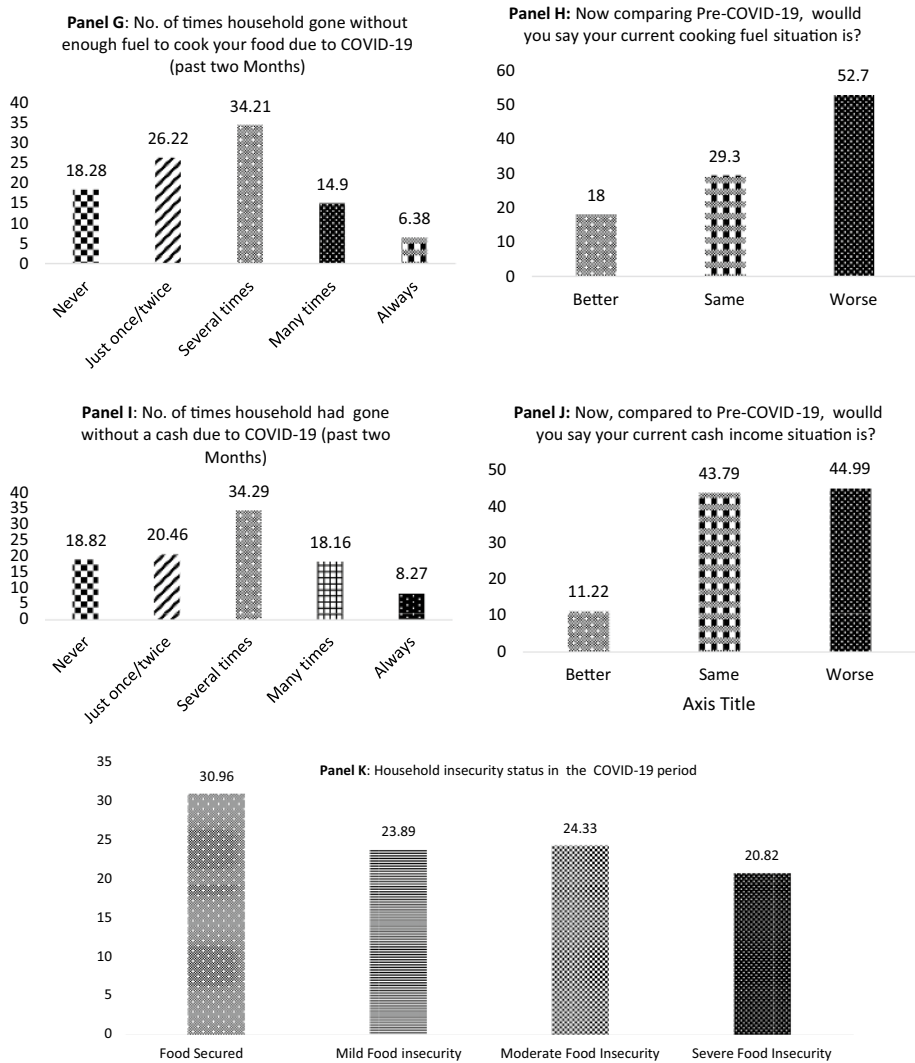 Panel G: No. of times household gone without
enough fuel to cook your food due to COVID-19
(past two Months)
40
35
30
25
20
15
10
5
0
18.28
26.22
34.21
14.9
6.38
Never
Just once/twice
Several times
Many times
Always
Panel H: Now comparing Pre-COVID-19, woulld
you say your current cooking fuel situation is?
60
50
40
30
20
10
0
18
29.3
52.7
Better
Same
Worse
Panel I: No. of times household had gone
without a cash due to COVID-19 (past two
Months)
40
35
30
25
20
15
10
5
0
18.82
20.46
34.29
18.16
8.27
Never
Just once/twice
Several times
Many times
Always
Panel J: Now, compared to Pre-COVID-19, woulld
you say your current cash income situation is?
50
40
30
20
10
0
11.22
43.79
44.99
Better
Same
Worse
Axis Title
Panel K: Household insecurity status in the COVID-19 period
35
30
25
20
15
10
5
0
30.96
23.89
24.33
20.82
Food Secured
Mild Food insecurity
Moderate Food Insecurity
Severe Food Insecurity